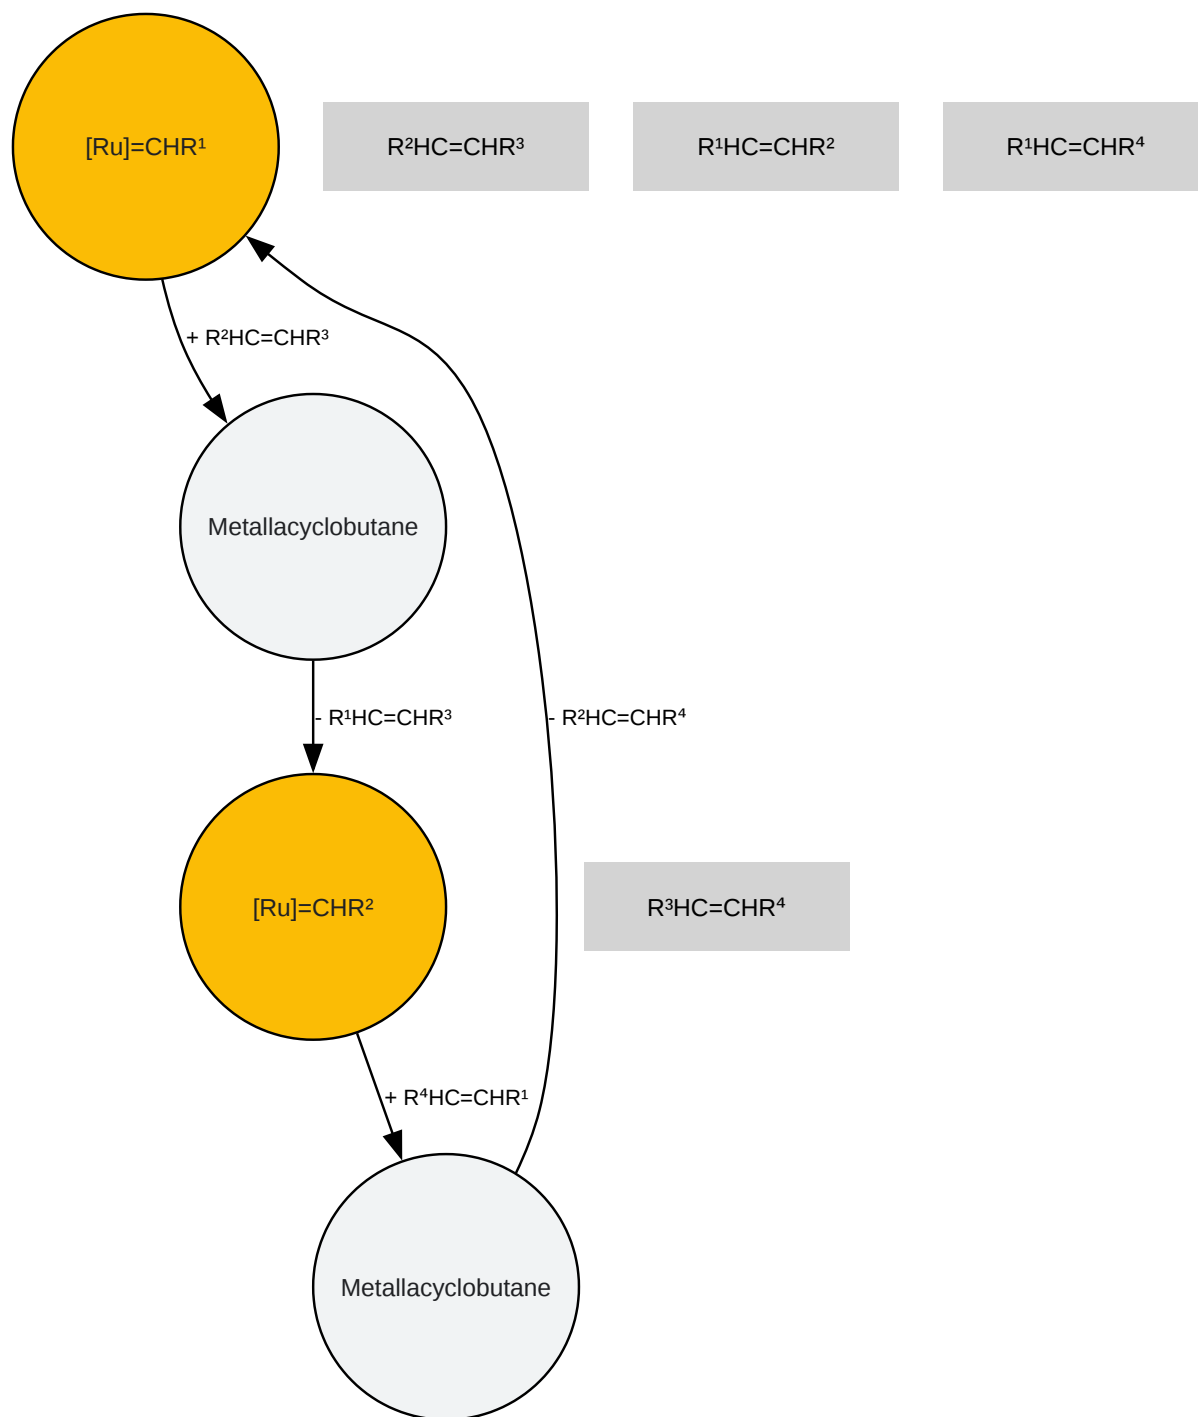 [Ru]=CHR¹
R²HC=CHR³
R¹HC=CHR²
R¹HC=CHR⁴
+ R²HC=CHR³
Metallacyclobutane
- R¹HC=CHR³
- R²HC=CHR⁴
[Ru]=CHR²
R³HC=CHR⁴
+ R⁴HC=CHR¹
Metallacyclobutane